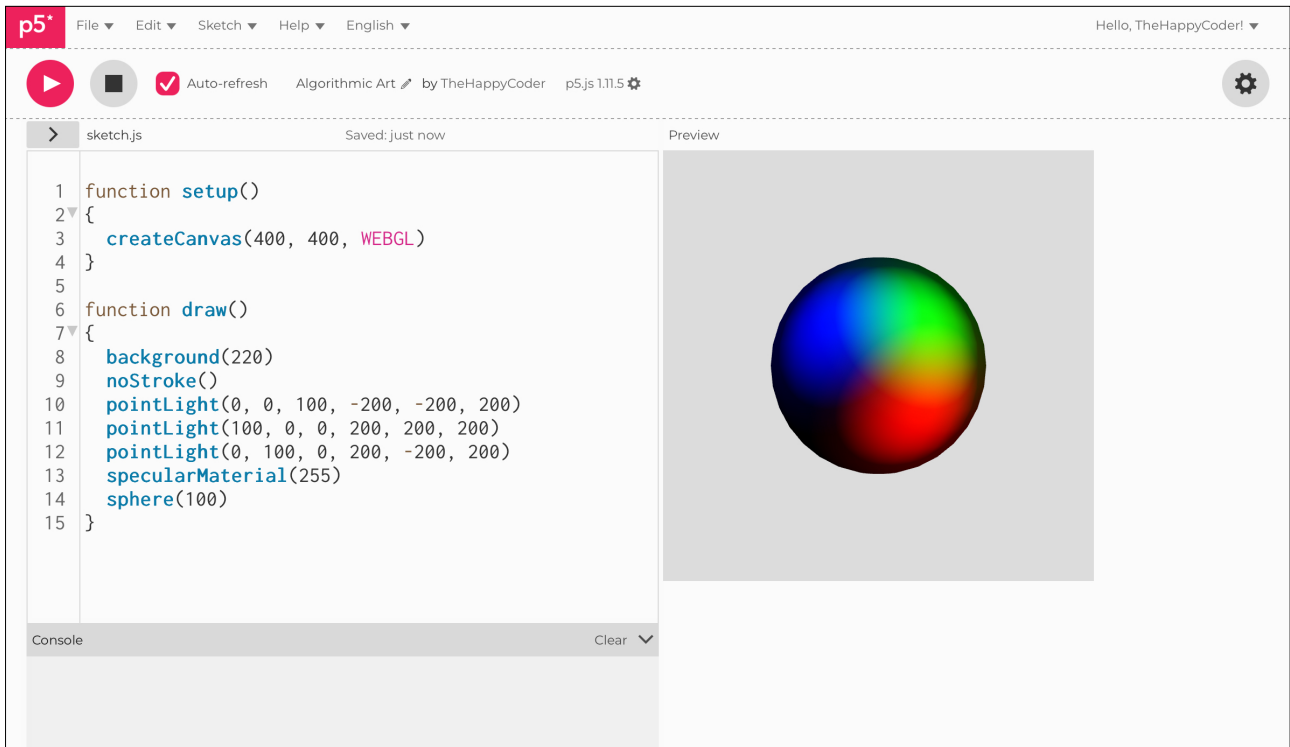 p5* File Edit Sketch Help English Hello, TheHappyCoder!
Auto-refresh Algorithmic Art by TheHappyCoder p5.js 1.11.5
sketch.js Saved: just now Preview
1 function setup()
2 {
3 createCanvas(400, 400, WEBGL)
4 }
5
6 function draw()
7 {
8 background(220)
9 noStroke()
10 pointLight(0, 0, 100, -200, -200, 200)
11 pointLight(100, 0, 0, 200, 200, 200)
12 pointLight(0, 100, 0, 200, -200, 200)
13 specularMaterial(255)
14 sphere(100)
15 }
Console Clear